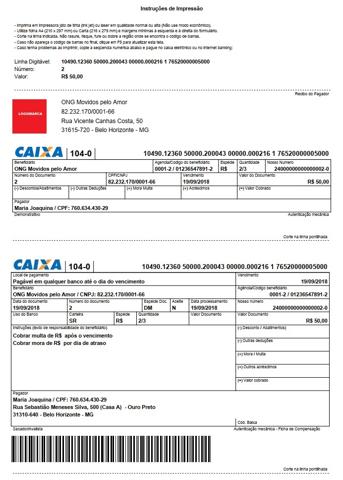 Instruções de Impressão
- Imprima em impressora jato de tinta (ink jet) ou laser em qualidade normal ou alta (Não use modo econômico).
- Utilize folha A4 (210 x 297 mm) ou Carta (216 x 279 mm) e margens mínimas à esquerda e à direita do formulário.
- Corte na linha indicada. Não rasure, risque, fure ou dobre a região onde se encontra o código de barras.
- Caso não apareça o código de barras no final, clique em F5 para atualizar esta tela.
- Caso tenha problemas ao imprimir, copie a sequência numérica abaixo e pague no caixa eletrônico ou no internet banking:
Linha Digitável: 10490.12360 50000.200043 00000.000216 1 76520000005000
Número: 2
Valor: R$ 50,00
Recibo do Pagador
LOGOMARCA
ONG Movidos pelo Amor
82.232.170/0001-66
Rua Vicente Canhas Costa, 50
31615-720 - Belo Horizonte - MG
CAIXA 104-0 10490.12360 50000.200043 00000.000216 1 76520000005000
Beneficiário Agência/Código do beneficiário Espécie Quantidade Nosso Número
ONG Movidos pelo Amor 0001-2 / 01236547891-2 R$ 2/3 24000000000000002-0
Número do Documento CPF/CNPJ Vencimento Valor do Documento
2 82.232.170/0001-66 19/09/2018 R$ 50,00
(-) Descontos/Abatimentos (-) Outras Deduções (+) Mora Multa (+) Acréscimos (=) Valor Cobrado
Pagador
Maria Joaquina / CPF: 760.634.430-29
Demonstrativo Autenticação mecânica
Corte na linha pontilhada
CAIXA 104-0 10490.12360 50000.200043 00000.000216 1 76520000005000
Local de pagamento Vencimento
Pagável em qualquer banco até o dia do vencimento 19/09/2018
Beneficiário Agência/Código beneficiário
ONG Movidos pelo Amor / CNPJ: 82.232.170/0001-66 0001-2 / 01236547891-2
Data do documento Número do documento Espécie Doc. Aceite Data processamento Nosso número
19/09/2018 2 DM N 19/09/2018 24000000000000002-0
Uso do Banco Carteira Espécie Quantidade Valor Documento Valor Documento
SR R$ 2/3 R$ 50,00
Instruções (texto de responsabilidade do beneficiário) (-) Desconto / Abatimentos)
Cobrar multa de R$ após o vencimento
Cobrar mora de R$ por dia de atraso
(-) Outras deduções
(+) Mora / Multa
(+) Outros acréscimos
(=) Valor cobrado
Pagador
Maria Joaquina / CPF: 760.634.430-29
Rua Sebastião Meneses Silva, 500 (Casa A) - Ouro Preto
31310-640 - Belo Horizonte - MG
Cód. Baixa
Sacador/Avalista Autenticação mecânica - Ficha de Compensação
Corte na linha pontilhada